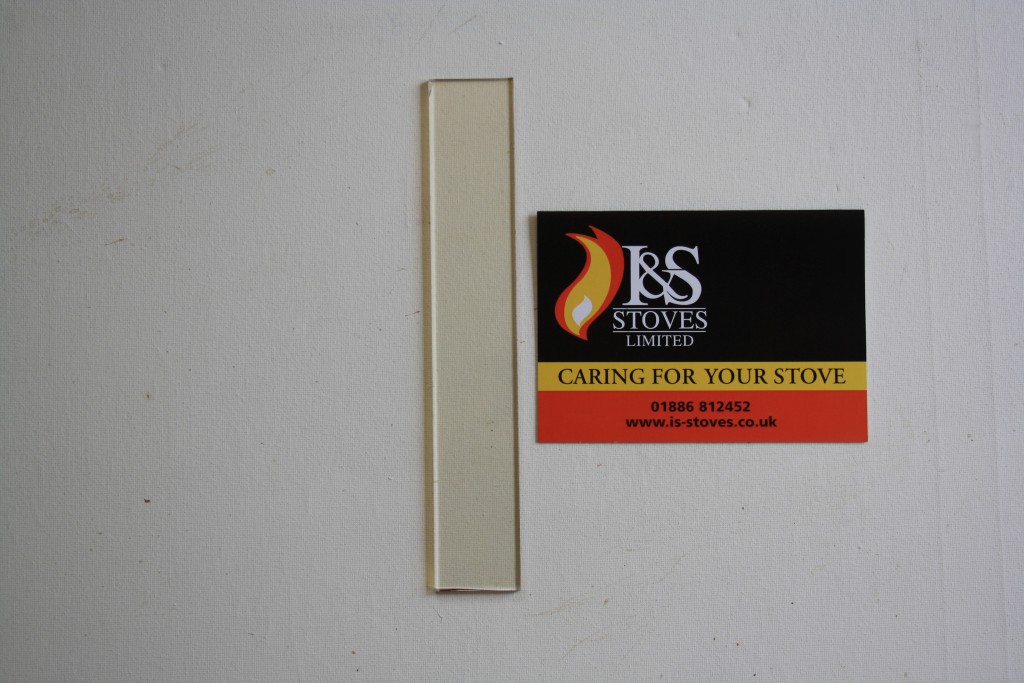 I&S
STOVES
LIMITED
CARING FOR YOUR STOVE
01886 812452
www.is-stoves.co.uk